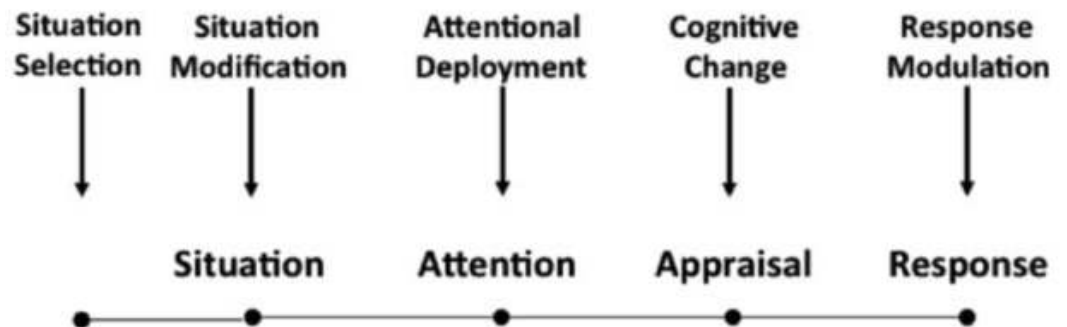 Situation Selection
Situation Modification
Attentional Deployment
Cognitive Change
Response Modulation
Situation
Attention
Appraisal
Response